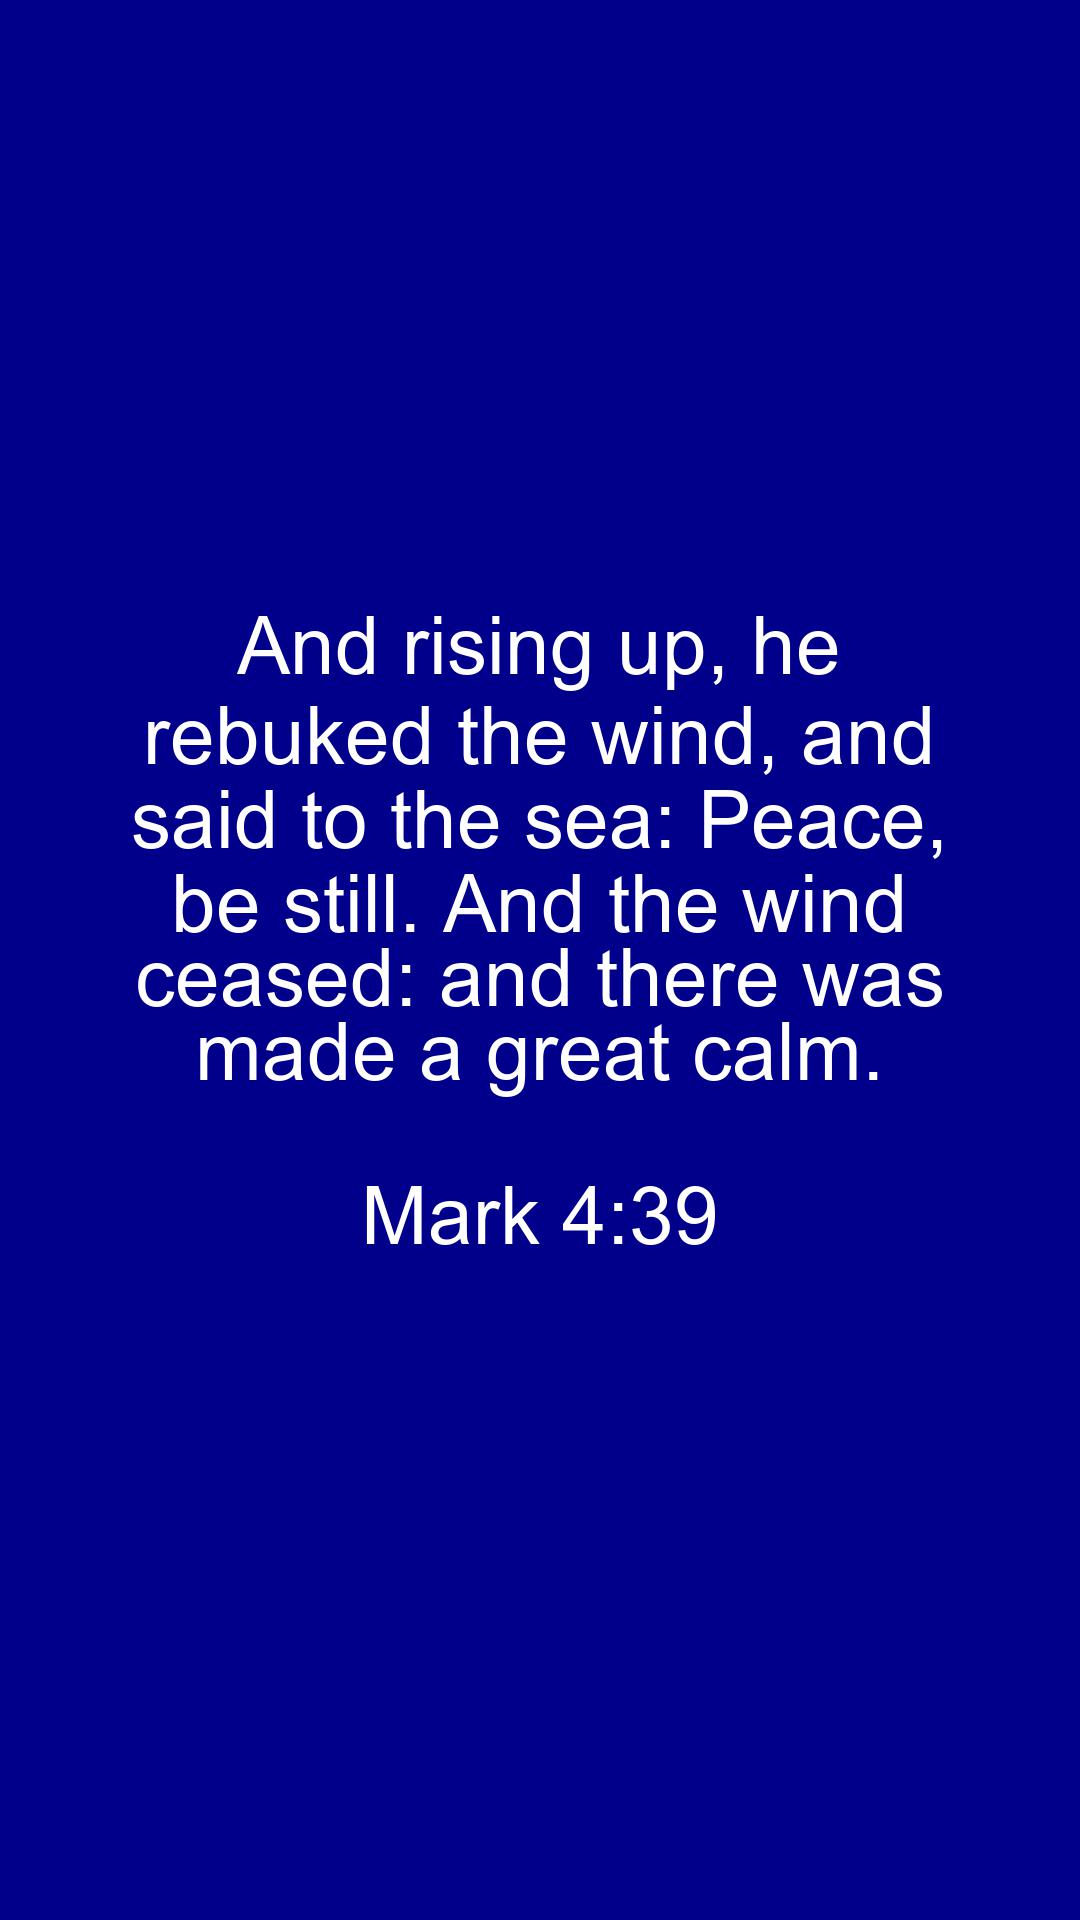 And rising up, he
rebuked the wind, and
said to the sea: Peace,
be still. And the wind
ceased: and there was
made a great calm.
Mark 4:39